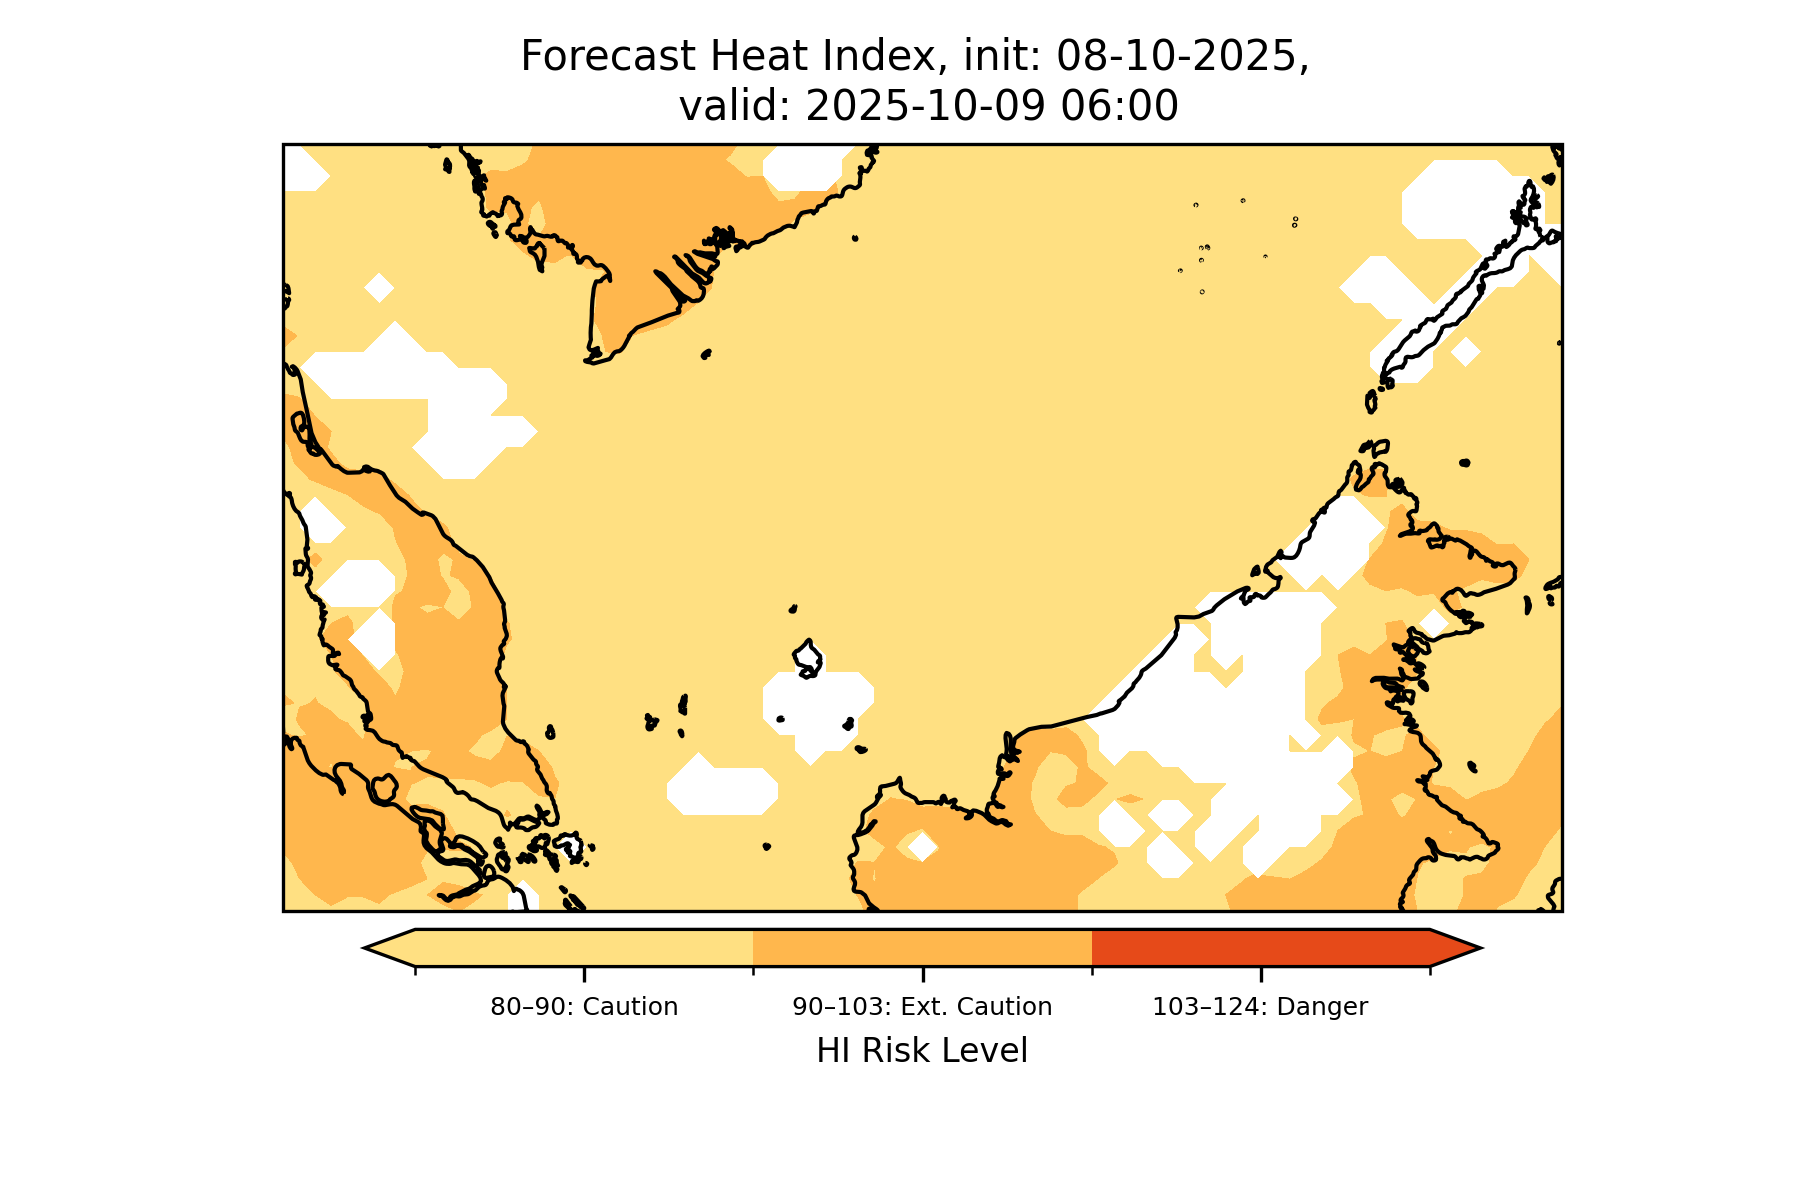 Forecast Heat Index, init: 08-10-2025,
valid: 2025-10-09 06:00
80–90: Caution
90–103: Ext. Caution
103–124: Danger
HI Risk Level